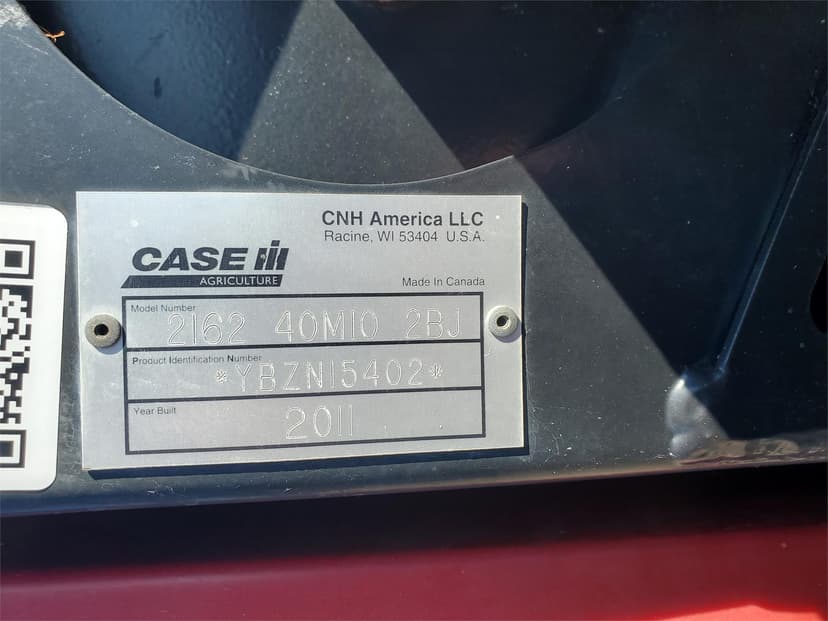 CNH America LLC
Racine, WI 53404 U.S.A.
CASE IH
AGRICULTURE
Made In Canada
Model Number
2162 40M10 2BJ
Product Identification Number
*YBZN15402*
Year Built
2011